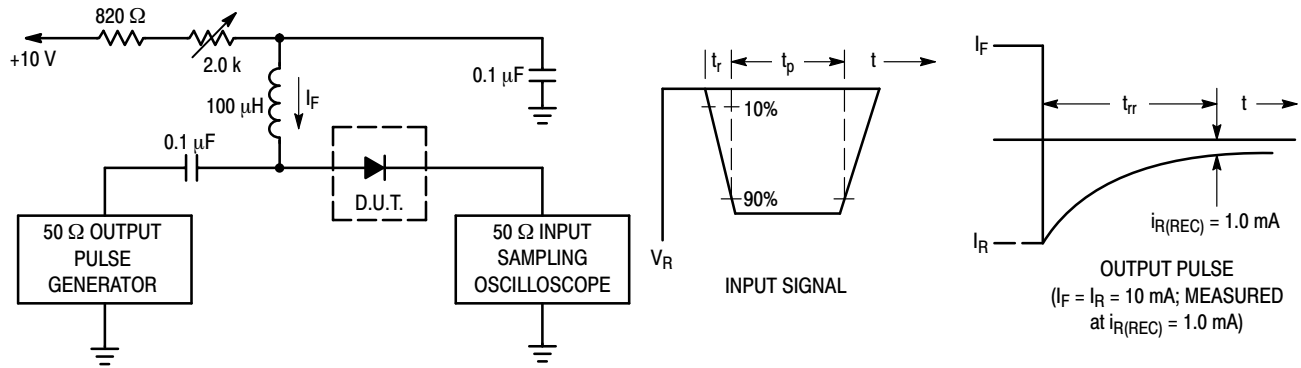 820 Ω
+10 V
2.0 k
100 μH
I_F
0.1 μF
0.1 μF
D.U.T.
50 Ω OUTPUT
PULSE
GENERATOR
50 Ω INPUT
SAMPLING
OSCILLOSCOPE
t_r
t_p
t
10%
90%
V_R
INPUT SIGNAL
I_F
t_rr
t
I_R
i_R(REC) = 1.0 mA
OUTPUT PULSE
(I_F = I_R = 10 mA; MEASURED
at i_R(REC) = 1.0 mA)